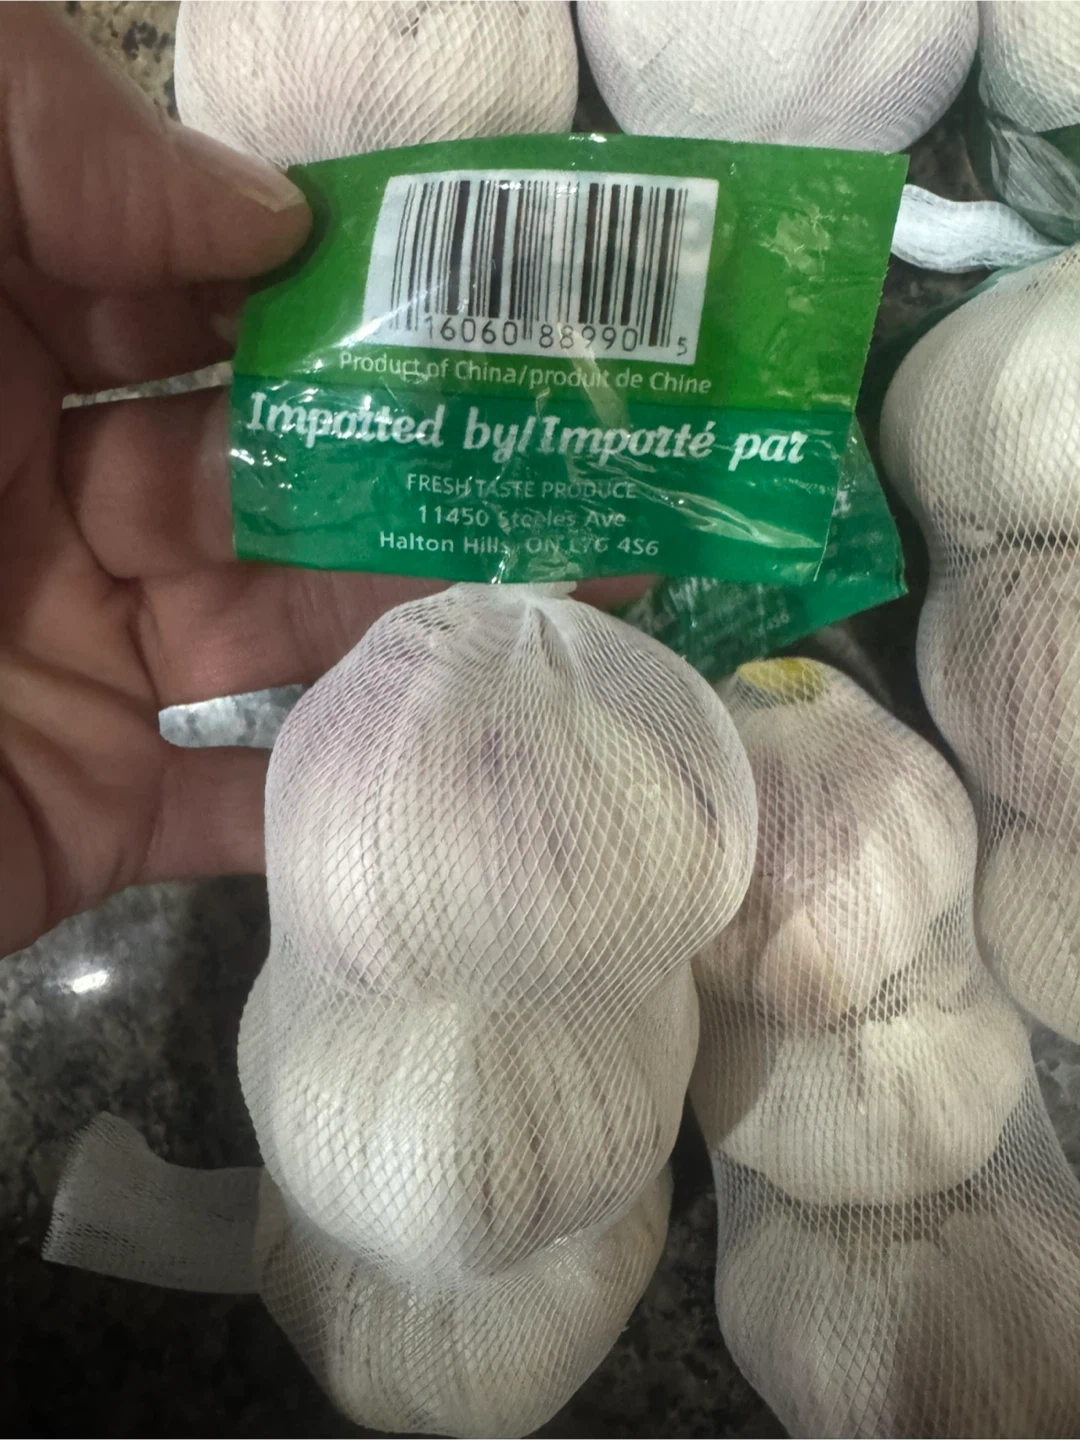 16060 88990 5
Product of China/produit de Chine
Imported by/Importé par
FRESH TASTE PRODUCE
11450 Steeles Ave
Halton Hills, ON L7G 4S6